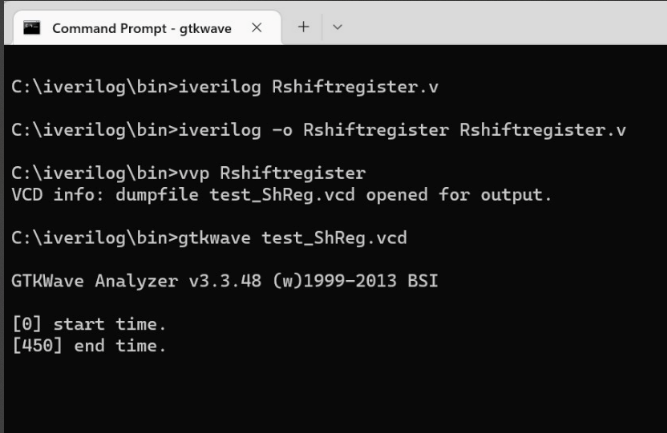 Command Prompt - gtkwave
C:\iverilog\bin>iverilog Rshiftregister.v
C:\iverilog\bin>iverilog -o Rshiftregister Rshiftregister.v
C:\iverilog\bin>vvp Rshiftregister
VCD info: dumpfile test_ShReg.vcd opened for output.
C:\iverilog\bin>gtkwave test_ShReg.vcd
GTKWave Analyzer v3.3.48 (w)1999-2013 BSI
[0] start time.
[450] end time.